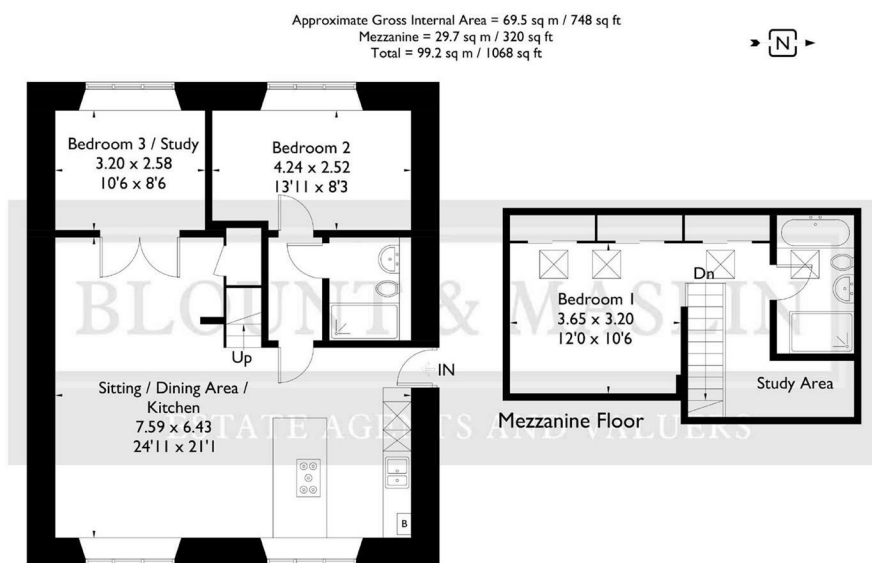 Approximate Gross Internal Area = 69.5 sq m / 748 sq ft
Mezzanine = 29.7 sq m / 320 sq ft
Total = 99.2 sq m / 1068 sq ft
N
Bedroom 3 / Study
3.20 x 2.58
10'6 x 8'6
Bedroom 2
4.24 x 2.52
13'11 x 8'3
Dn
Bedroom 1
3.65 x 3.20
12'0 x 10'6
BLOUNT & MASLIN
Up
IN
Study Area
Sitting / Dining Area /
Kitchen
7.59 x 6.43
24'11 x 21'1
Mezzanine Floor
ESTATE AGENTS AND VALUERS
B